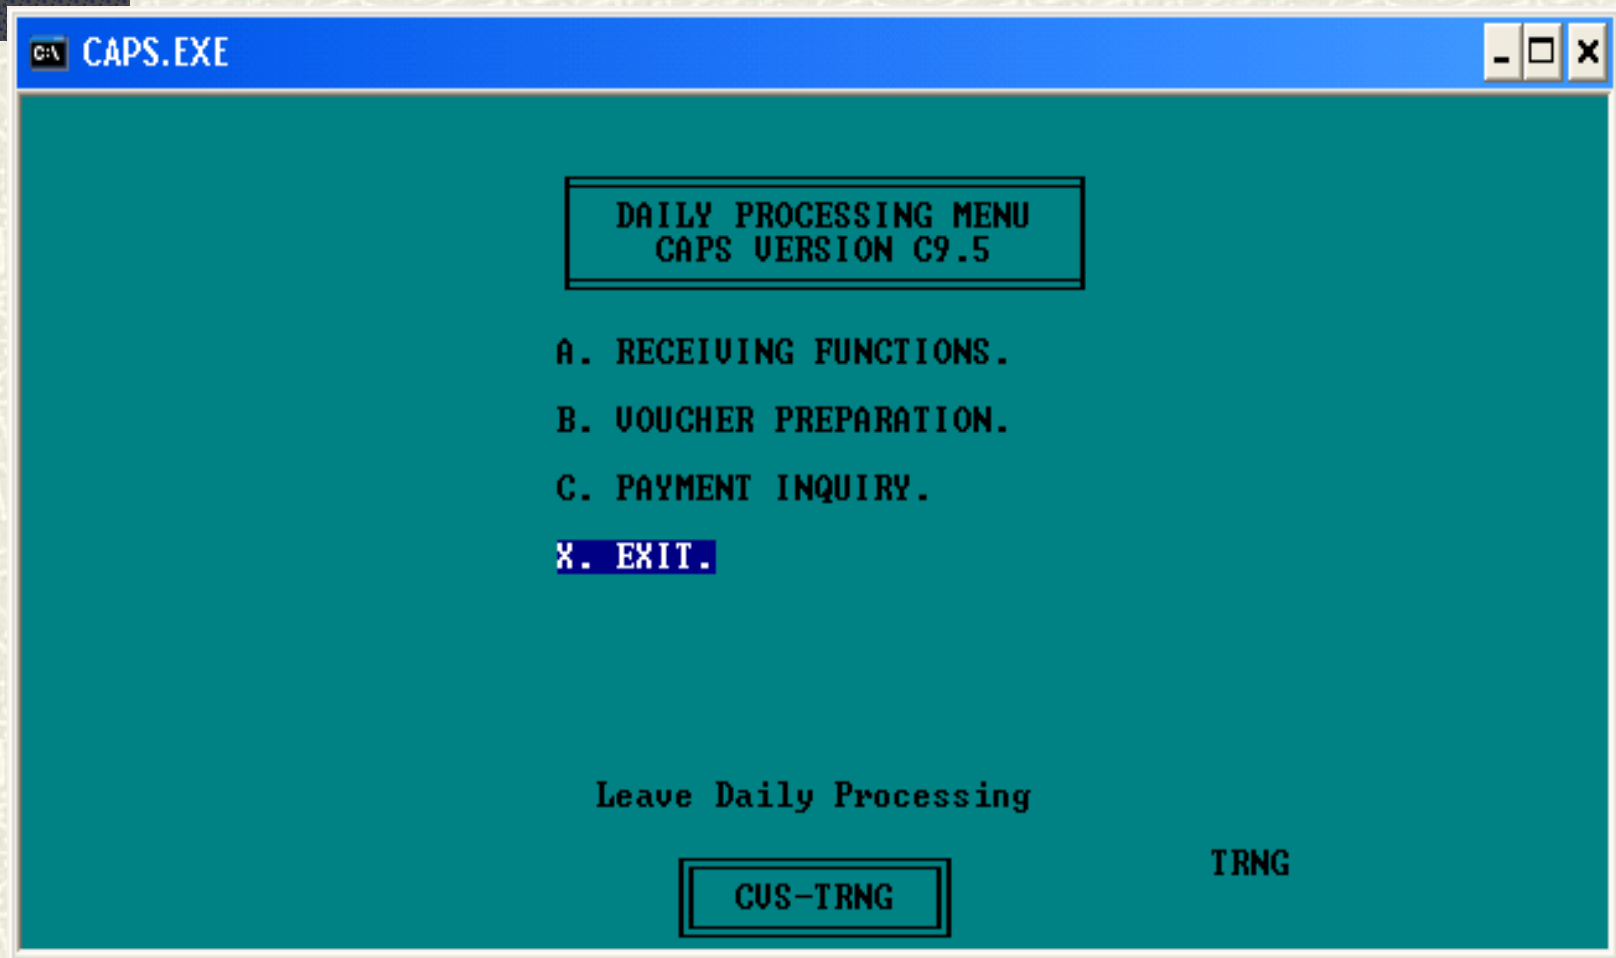 C:\ CAPS.EXE
DAILY PROCESSING MENU
CAPS VERSION C9.5
A. RECEIVING FUNCTIONS.
B. VOUCHER PREPARATION.
C. PAYMENT INQUIRY.
X. EXIT.
Leave Daily Processing
TRNG
CVS-TRNG